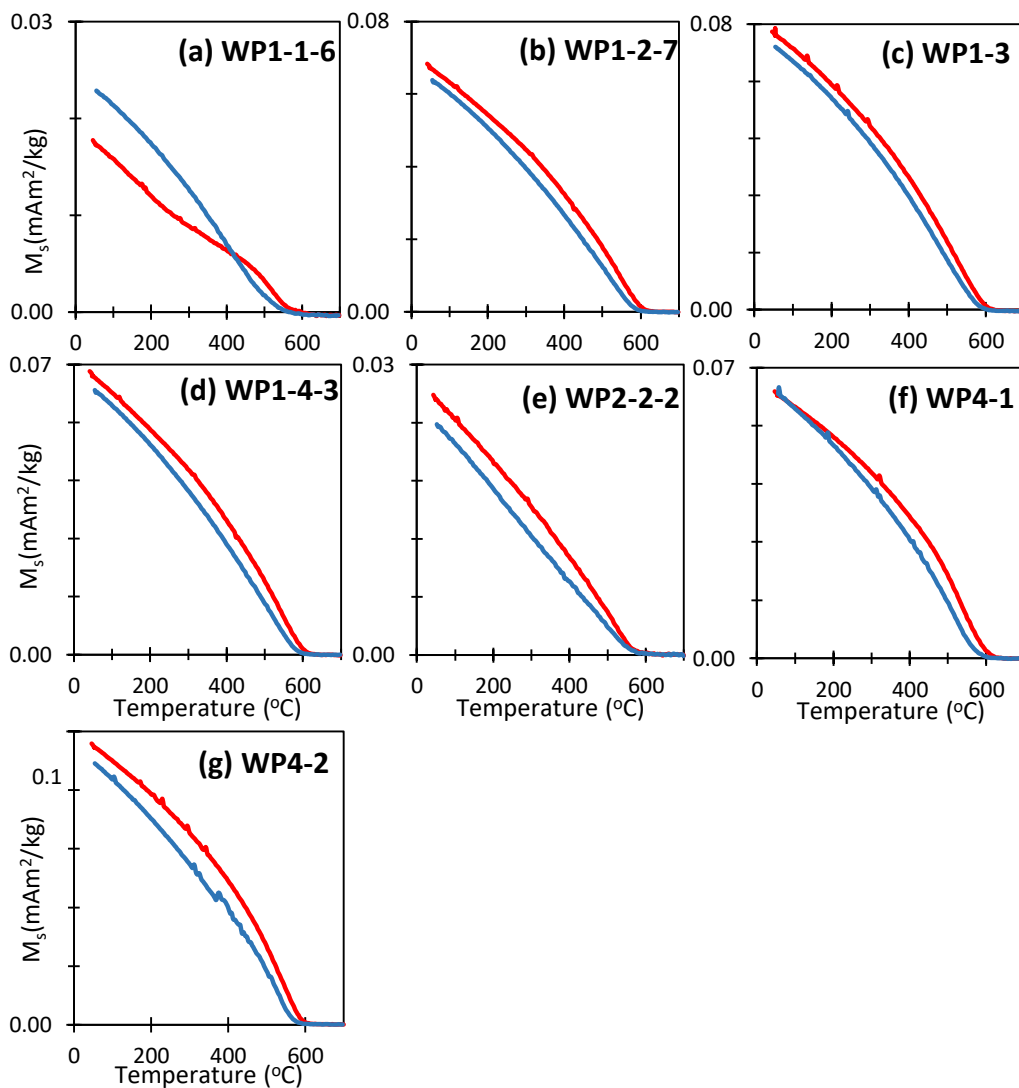 0.03
(a) WP1-1-6
Ms(mAm²/kg)
0.00
0 200 400 600
0.08
(b) WP1-2-7
0.00
0 200 400 600
0.08
(c) WP1-3
0.00
0 200 400 600
0.07
(d) WP1-4-3
Ms(mAm²/kg)
0.00
0 200 400 600
Temperature (°C)
0.03
(e) WP2-2-2
0.00
0 200 400 600
Temperature (°C)
0.07
(f) WP4-1
0.00
0 200 400 600
Temperature (°C)
0.1
(g) WP4-2
Ms(mAm²/kg)
0.00
0 200 400 600
Temperature (°C)